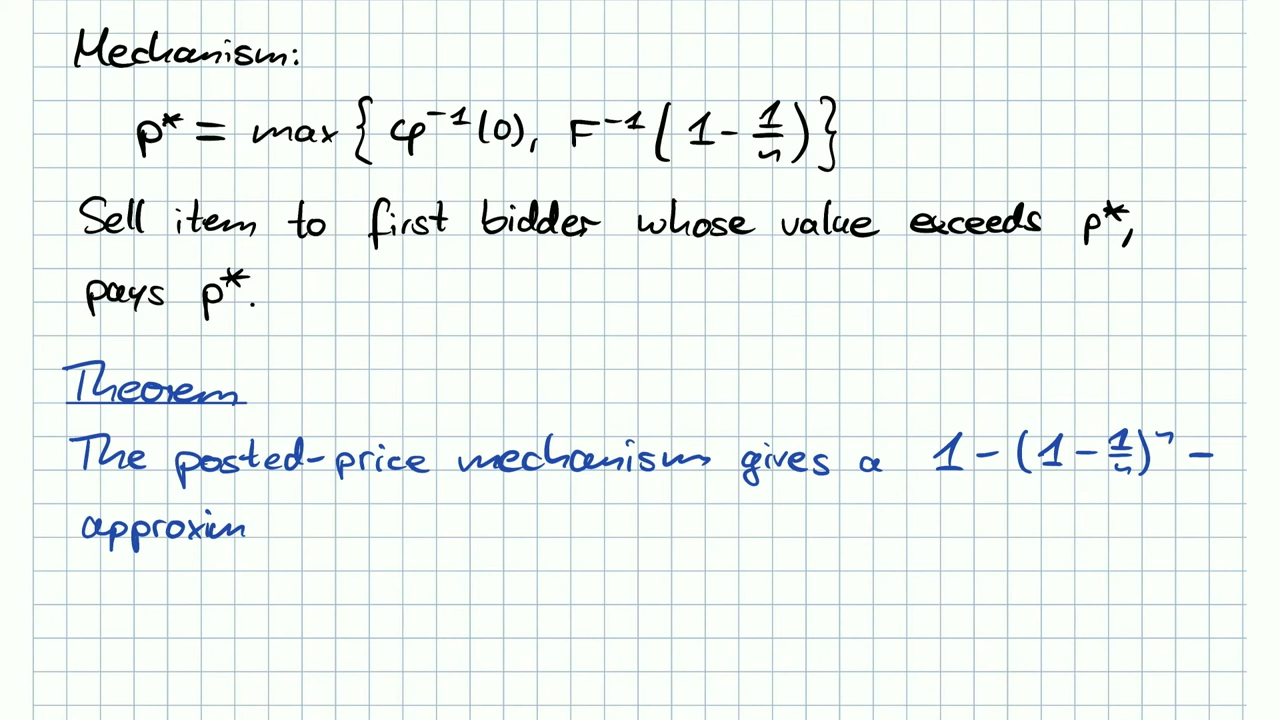 Mechanism:
p* = max { φ⁻¹(0), F⁻¹(1 - 1/n) }
Sell item to first bidder whose value exceeds p*,
pays p*.
Theorem
The posted-price mechanism gives a 1 - (1 - 1/n)ⁿ -
approxim